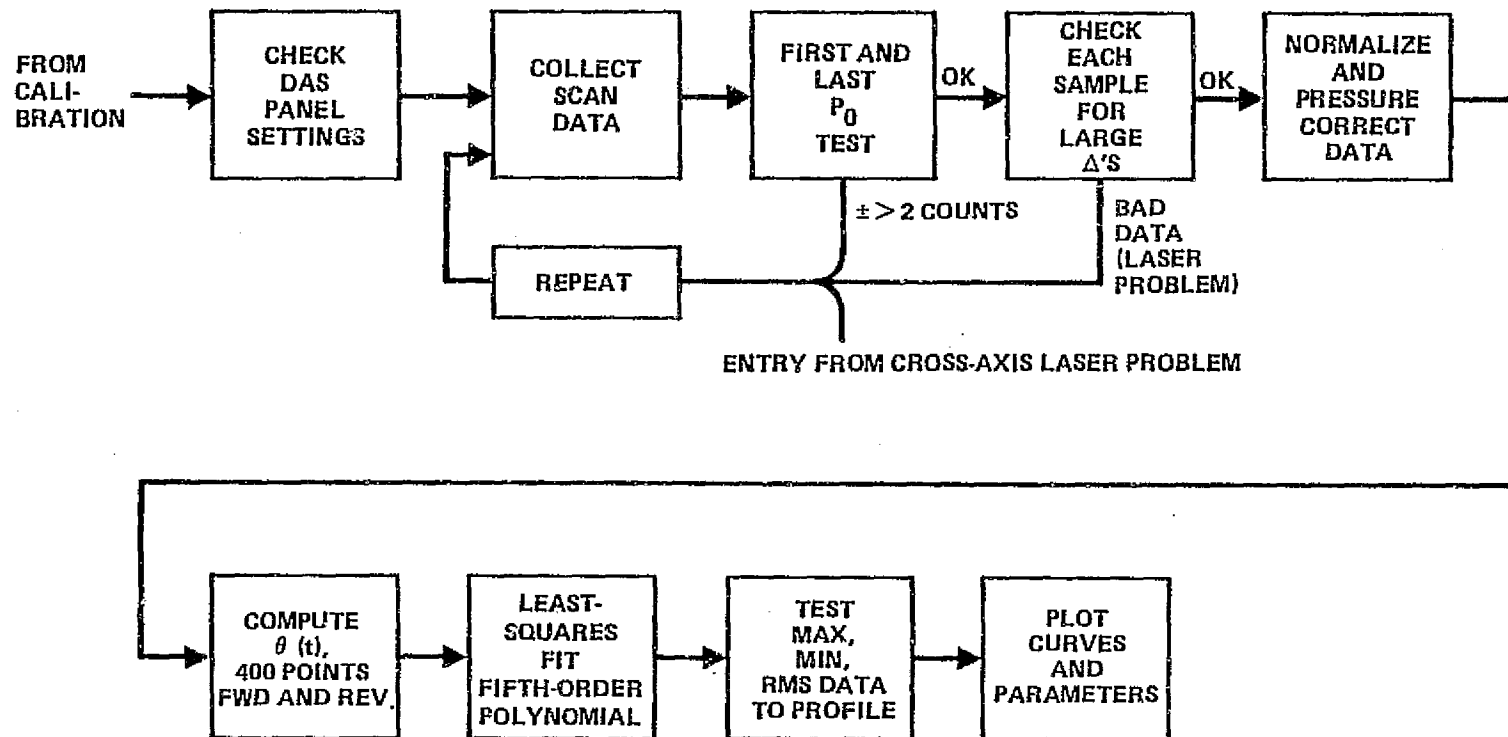 FROM
CALI-
BRATION
CHECK
DAS
PANEL
SETTINGS
COLLECT
SCAN
DATA
FIRST AND
LAST
P0
TEST
OK
CHECK
EACH
SAMPLE
FOR
LARGE
Δ'S
OK
NORMALIZE
AND
PRESSURE
CORRECT
DATA
± > 2 COUNTS
BAD
DATA
(LASER
PROBLEM)
REPEAT
ENTRY FROM CROSS-AXIS LASER PROBLEM
COMPUTE
θ (t),
400 POINTS
FWD AND REV.
LEAST-
SQUARES
FIT
FIFTH-ORDER
POLYNOMIAL
TEST
MAX,
MIN,
RMS DATA
TO PROFILE
PLOT
CURVES
AND
PARAMETERS